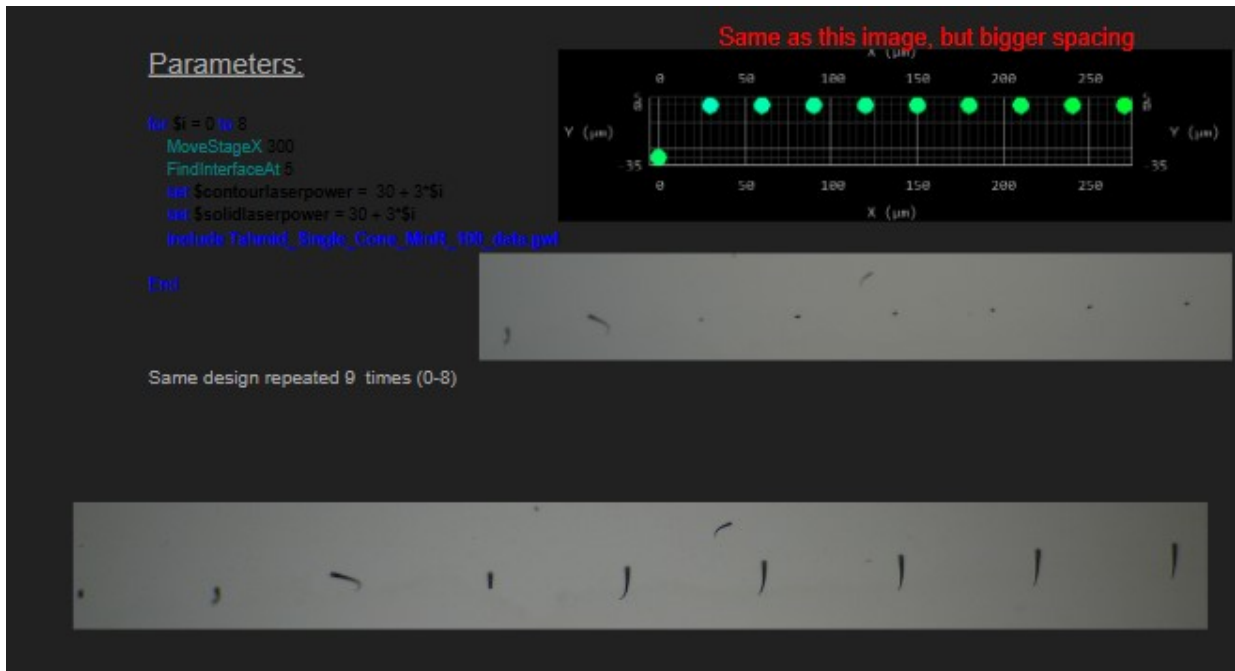 Same as this image, but bigger spacing
Parameters:
for $i = 0 to 8
MoveStageX 300
FindInterfaceAt 5
set $contourlaserpower = 30 + 3*$i
set $solidlaserpower = 30 + 3*$i
include Tahmid_Single_Cone_MinR_100_data.gwl
End
X (µm)
0 50 100 150 200 250
Y (µm)
-35
Y (µm)
-35
0 50 100 150 200 250
X (µm)
Same design repeated 9 times (0-8)